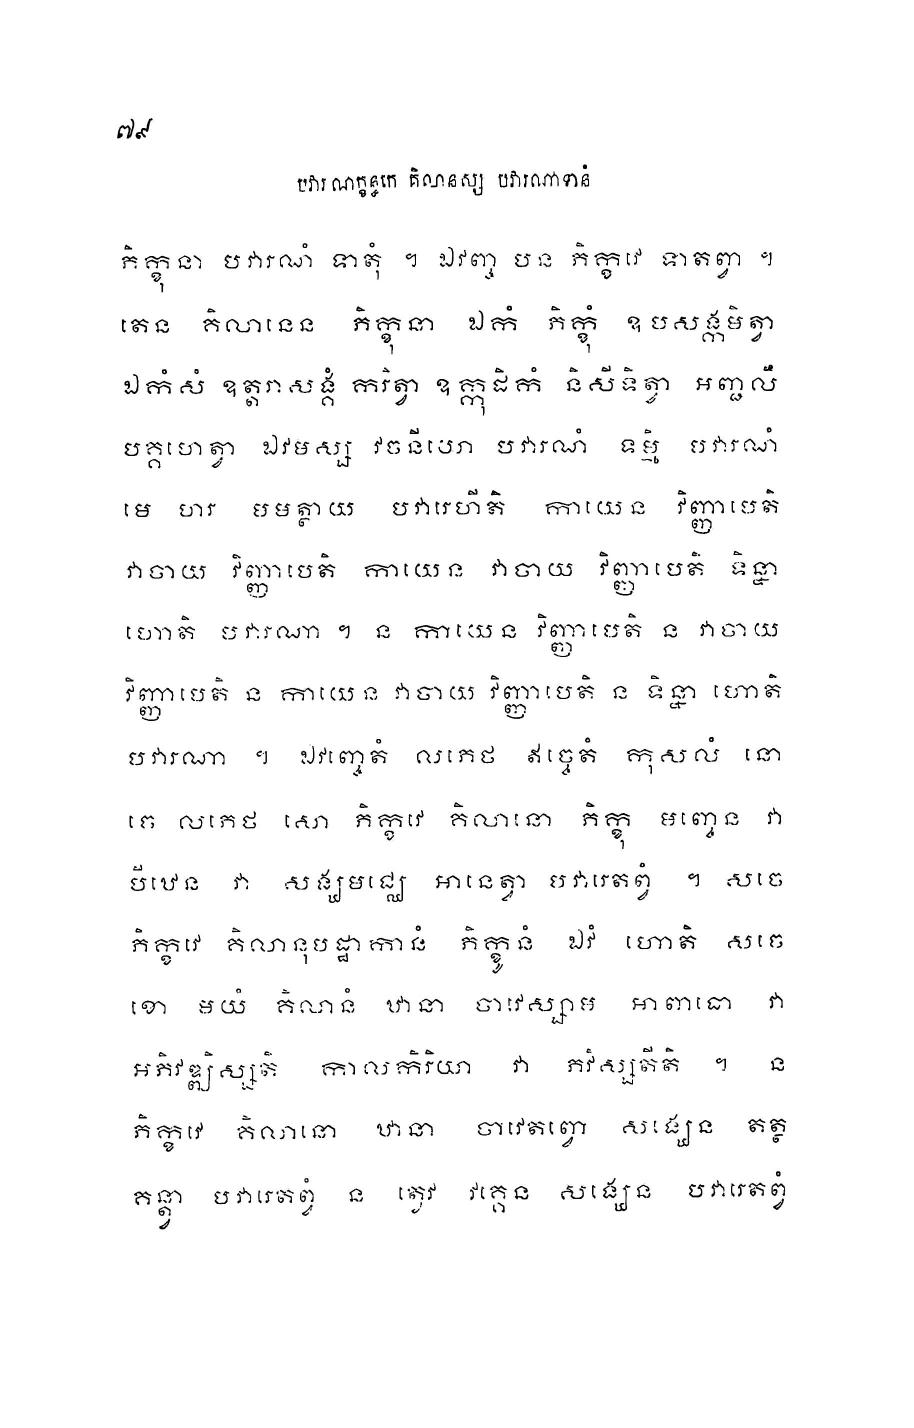 ៧៩
បវារណក្ខន្ធកេ គិលានស្ស បវារណាទានំ
ភិក្ខុនា បវារណំ ទាតុំ ។ ឯវញ្ច បន ភិក្ខវេ ទាតព្វា ។
តេន គិលានេន ភិក្ខុនា ឯកំ ភិក្ខុំ ឧបសង្កមិត្វា
ឯកំសំ ឧត្តរាសង្គំ ករិត្វា ឧក្កុដិកំ និសីទិត្វា អញ្ជលឹ
បគ្គហេត្វា ឯវមស្ស វចនីយោ បវារណំ ទម្មិ បវារណំ
មេ ហរ មមត្ថាយ បវារេហីតិ កាយេន វិញ្ញាបេតិ
វាចាយ វិញ្ញាបេតិ កាយេន វាចាយ វិញ្ញាបេតិ ទិន្នា
ហោតិ បវារណា ។ ន កាយេន វិញ្ញាបេតិ ន វាចាយ
វិញ្ញាបេតិ ន កាយេន វាចាយ វិញ្ញាបេតិ ន ទិន្នា ហោតិ
បវារណា ។ ឯវញ្ចេតំ លភេថ ឥច្ចេតំ កុសលំ នោ
ចេ លភេថ សោ ភិក្ខវេ គិលានោ ភិក្ខុ មញ្ចេន វា
បីឋេន វា សង្ឃមជ្ឈេ អានេត្វា បវារេតព្វំ ។ សចេ
ភិក្ខវេ គិលានុបដ្ឋាកានំ ភិក្ខូនំ ឯវំ ហោតិ សចេ
ខោ មយំ គិលានំ ឋានា ចាវេស្សាម អាពាធោ វា
អភិវឌ្ឍិស្សតិ កាលកិរិយា វា ភវិស្សតីតិ ។ ន
ភិក្ខវេ គិលានោ ឋានា ចាវេតព្វោ សង្ឃេន តត្ថ
គន្ត្វា បវារេតព្វំ ន ត្វេវ វគ្គេន សង្ឃេន បវារេតព្វំ